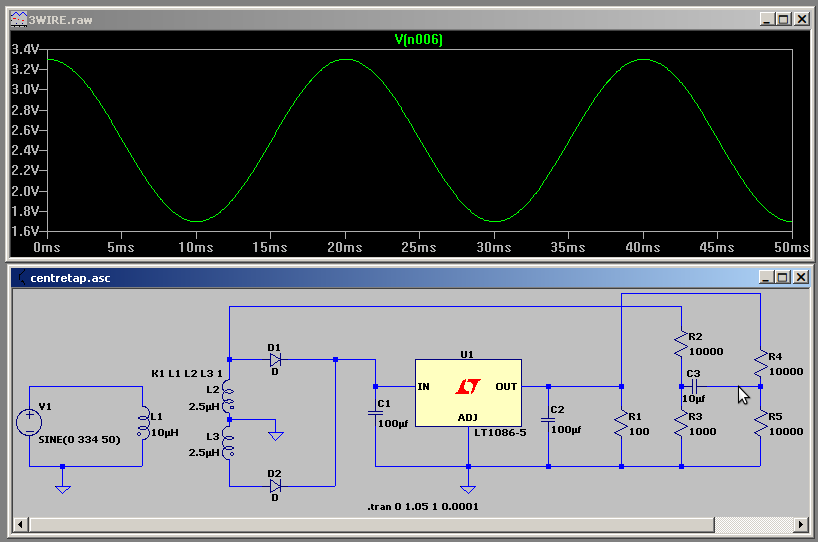 3WIRE.raw
V(n006)
3.4V
3.2V
3.0V
2.8V
2.6V
2.4V
2.2V
2.0V
1.8V
1.6V
0ms 5ms 10ms 15ms 20ms 25ms 30ms 35ms 40ms 45ms 50ms
centretap.asc
K1 L1 L2 L3 1
V1
SINE(0 334 50)
L1
10µH
L2
2.5µH
L3
2.5µH
D1
D
D2
D
C1
100µf
U1
IN OUT
ADJ
LT1086-5
C2
100µf
R1
100
R2
10000
C3
10µf
R3
1000
R4
10000
R5
10000
.tran 0 1.05 1 0.0001